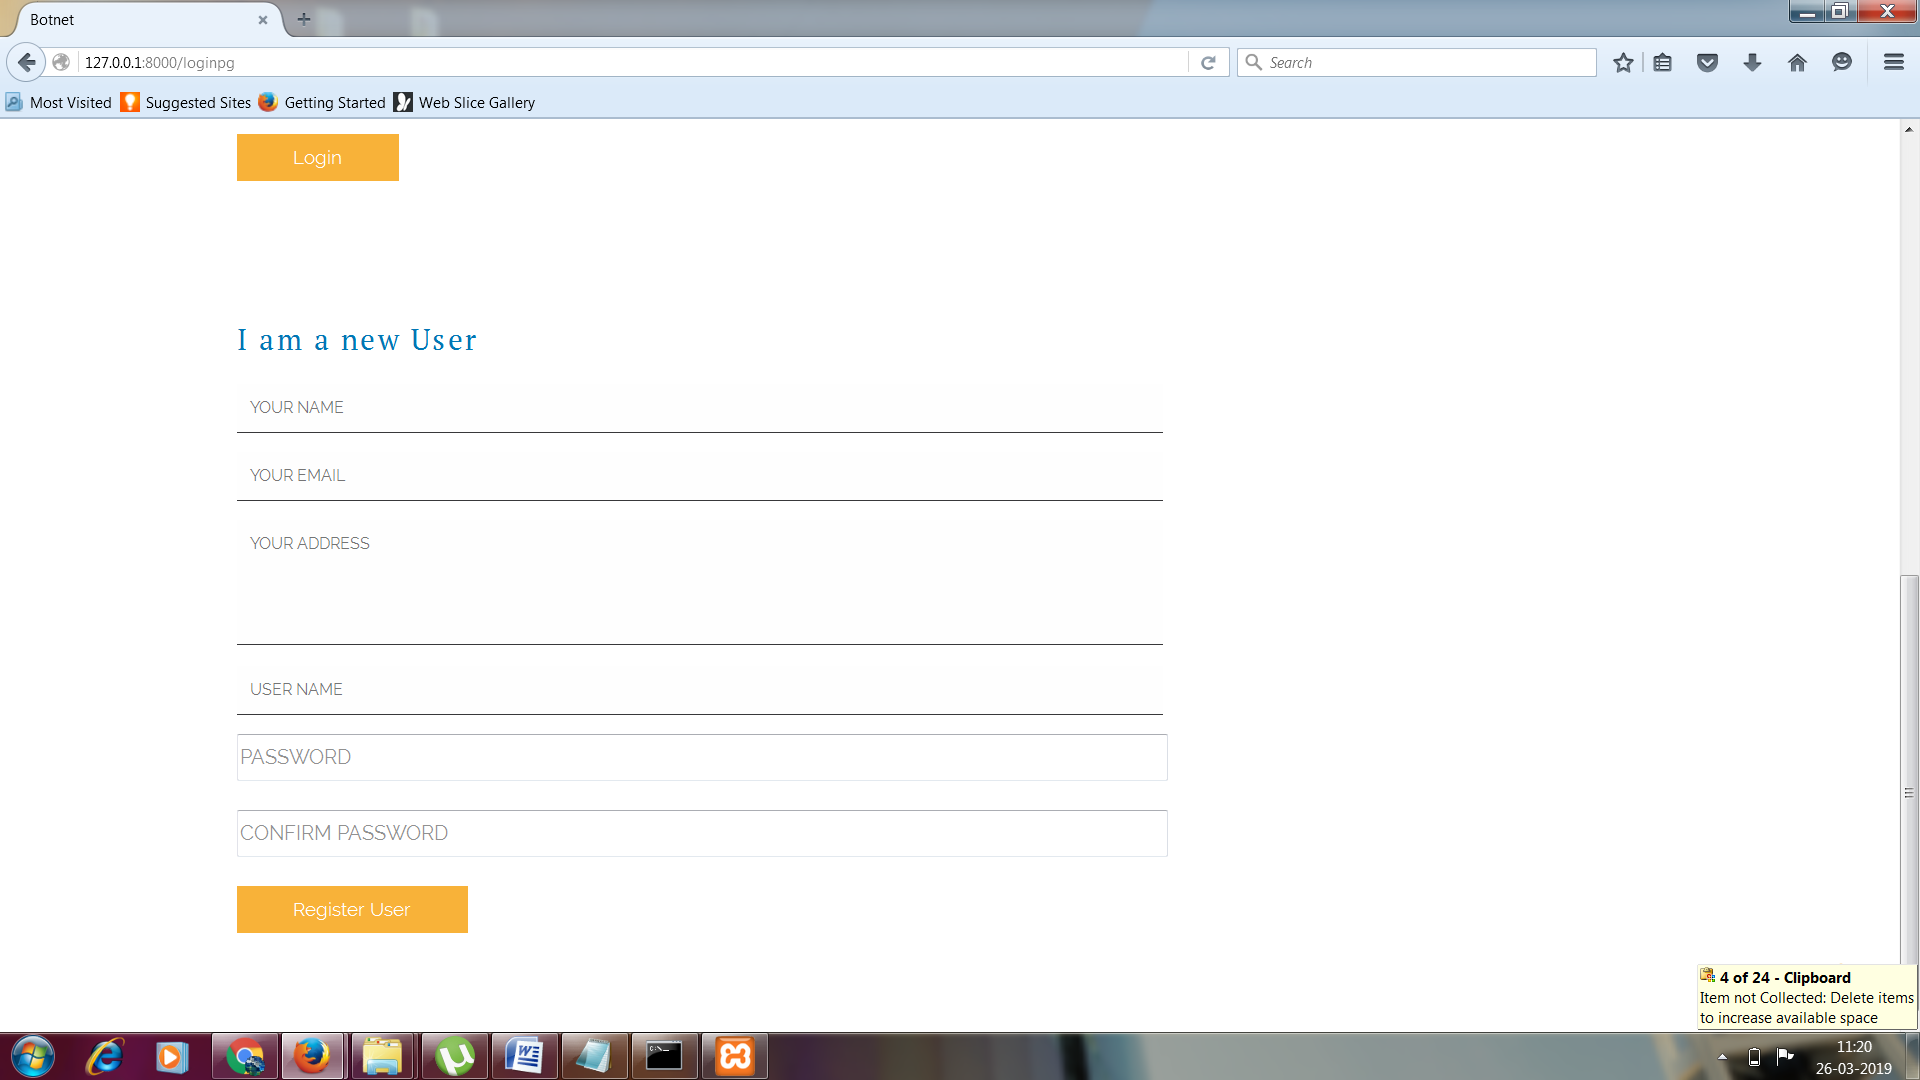 Botnet
127.0.0.1:8000/loginpg
Search
Most Visited Suggested Sites Getting Started Web Slice Gallery
Login
I am a new User
YOUR NAME
YOUR EMAIL
YOUR ADDRESS
USER NAME
PASSWORD
CONFIRM PASSWORD
Register User
4 of 24 - Clipboard
Item not Collected: Delete items
to increase available space
11:20
26-03-2019